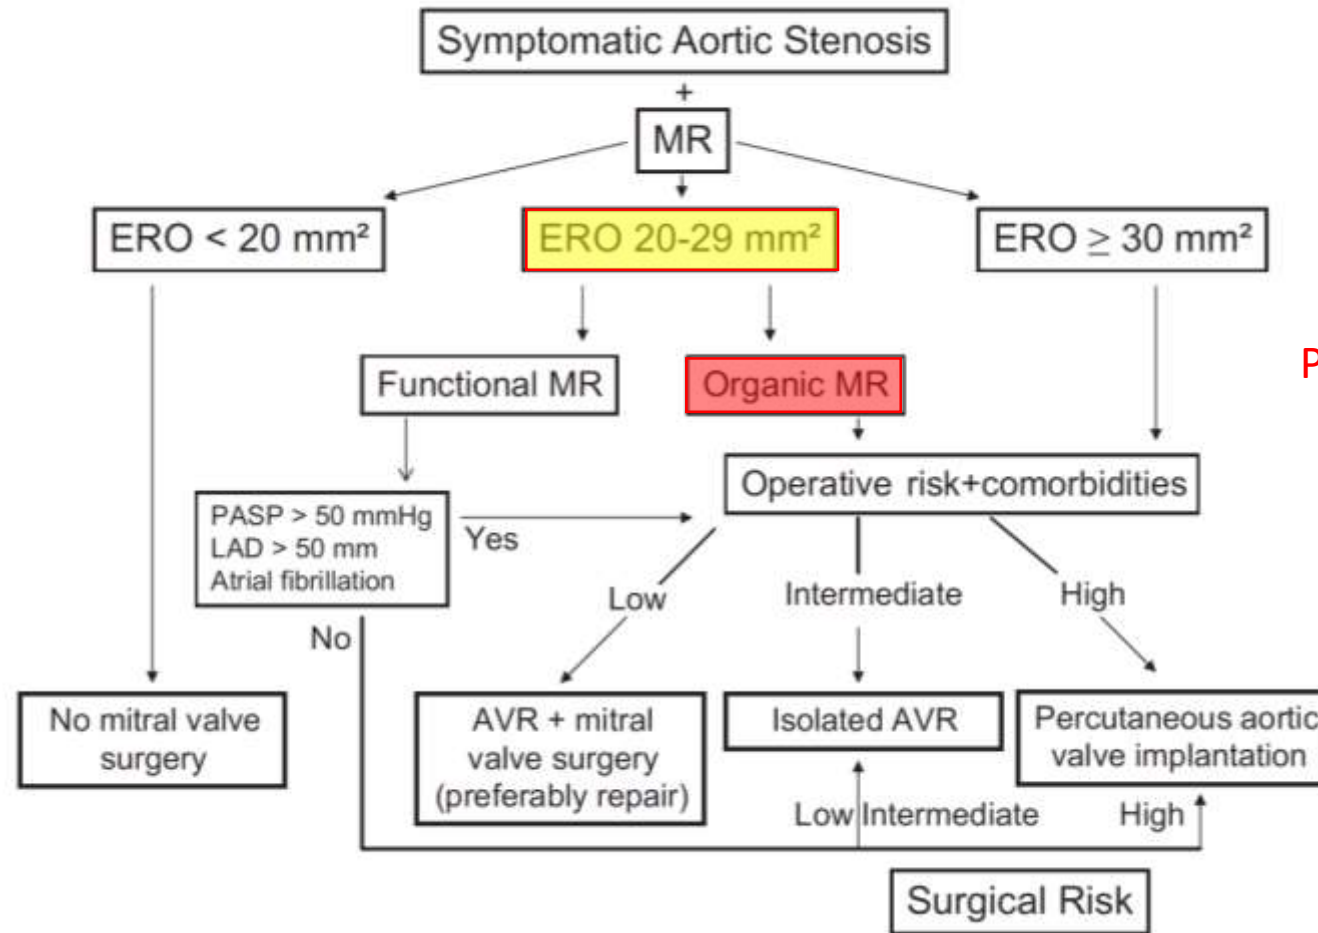 Symptomatic Aortic Stenosis
+
MR
ERO < 20 mm²
ERO 20-29 mm²
ERO ≥ 30 mm²
P
Functional MR
Organic MR
Operative risk+comorbidities
PASP > 50 mmHg
LAD > 50 mm
Atrial fibrillation
Yes
No
Low
Intermediate
High
No mitral valve
surgery
AVR + mitral
valve surgery
(preferably repair)
Isolated AVR
Percutaneous aortic
valve implantation
Low Intermediate
High
Surgical Risk